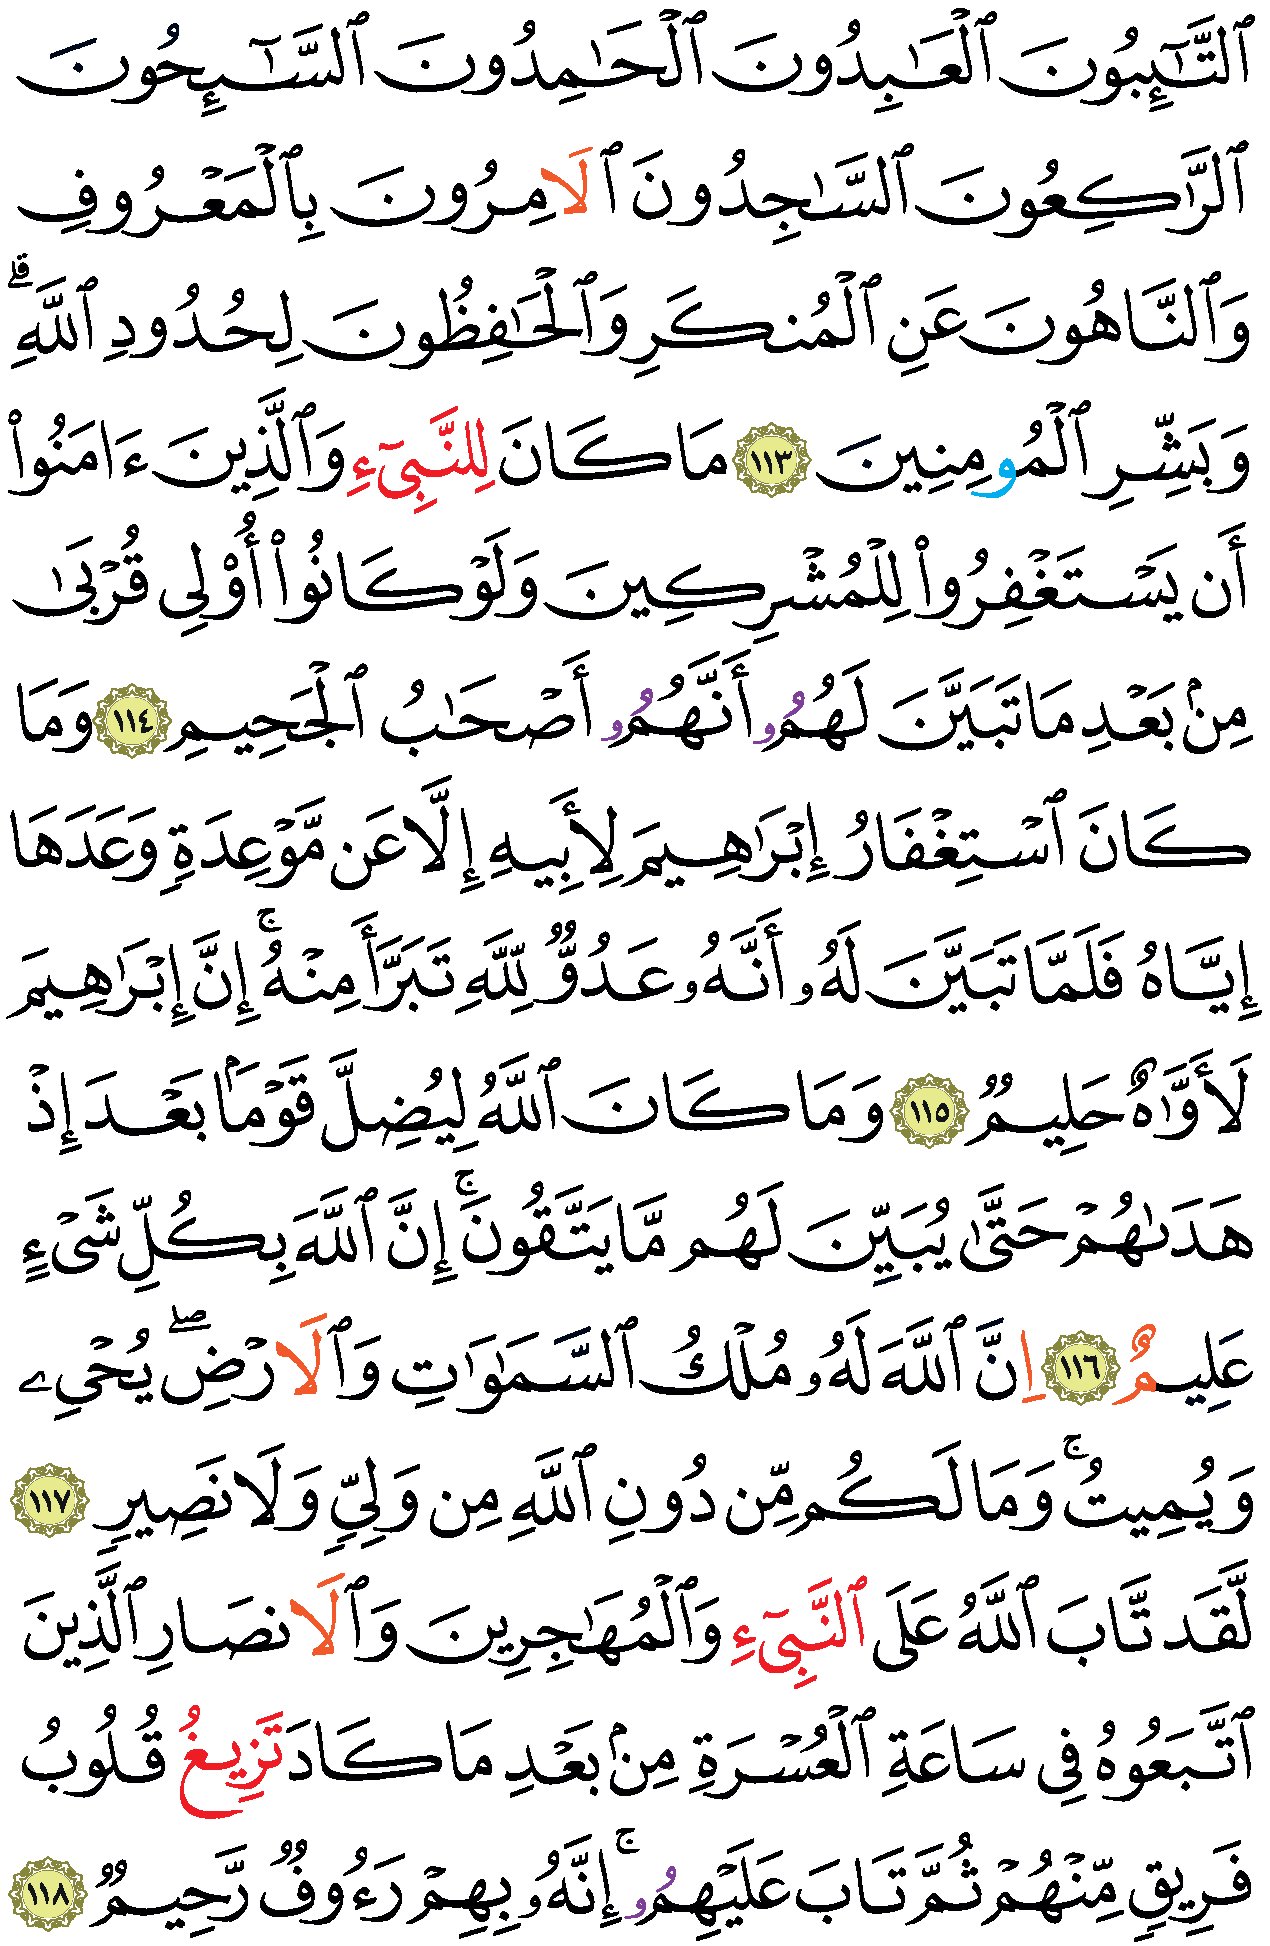 ٱلتَّٰٓئِبُونَ ٱلۡعَٰبِدُونَ ٱلۡحَٰمِدُونَ ٱلسَّٰٓئِحُونَ
ٱلرَّٰكِعُونَ ٱلسَّٰجِدُونَ ٱلَامِرُونَ بِٱلۡمَعۡرُوفِ
وَٱلنَّاهُونَ عَنِ ٱلۡمُنكَرِ وَٱلۡحَٰفِظُونَ لِحُدُودِ ٱللَّهِۗ
وَبَشِّرِ ٱلۡمُومِنِينَ ١١٣ مَا كَانَ لِلنَّبِيٓءِ وَٱلَّذِينَ ءَامَنُوٓاْ
أَن يَسۡتَغۡفِرُواْ لِلۡمُشۡرِكِينَ وَلَوۡ كَانُوٓاْ أُوْلِي قُرۡبَىٰ
مِنۢ بَعۡدِ مَا تَبَيَّنَ لَهُمُۥ أَنَّهُمُۥ أَصۡحَٰبُ ٱلۡجَحِيمِ ١١٤ وَمَا
كَانَ ٱسۡتِغۡفَارُ إِبۡرَٰهِيمَ لِأَبِيهِ إِلَّا عَن مَّوۡعِدَةٖ وَعَدَهَا
إِيَّاهُ فَلَمَّا تَبَيَّنَ لَهُۥ أَنَّهُۥ عَدُوّٞ لِّلَّهِ تَبَرَّأَ مِنۡهُۚ إِنَّ إِبۡرَٰهِيمَ
لَأَوَّٰهٌ حَلِيمٞ ١١٥ وَمَا كَانَ ٱللَّهُ لِيُضِلَّ قَوۡمَۢا بَعۡدَ إِذۡ
هَدَىٰهُمۡ حَتَّىٰ يُبَيِّنَ لَهُم مَّا يَتَّقُونَۚ إِنَّ ٱللَّهَ بِكُلِّ شَيۡءٍ
عَلِيمٌ ١١٦ اِنَّ ٱللَّهَ لَهُۥ مُلۡكُ ٱلسَّمَٰوَٰتِ وَٱلَارۡضِۖ يُحۡيِۦ
وَيُمِيتُۚ وَمَا لَكُم مِّن دُونِ ٱللَّهِ مِن وَلِيّٖ وَلَا نَصِيرٖ ١١٧
لَّقَد تَّابَ ٱللَّهُ عَلَى ٱلنَّبِيٓءِ وَٱلۡمُهَٰجِرِينَ وَٱلَانصَارِ ٱلَّذِينَ
ٱتَّبَعُوهُ فِي سَاعَةِ ٱلۡعُسۡرَةِ مِنۢ بَعۡدِ مَا كَادَ تَزِيغُ قُلُوبُ
فَرِيقٖ مِّنۡهُمۡ ثُمَّ تَابَ عَلَيۡهِمُۥۚ إِنَّهُۥ بِهِمۡ رَءُوفٞ رَّحِيمٞ ١١٨